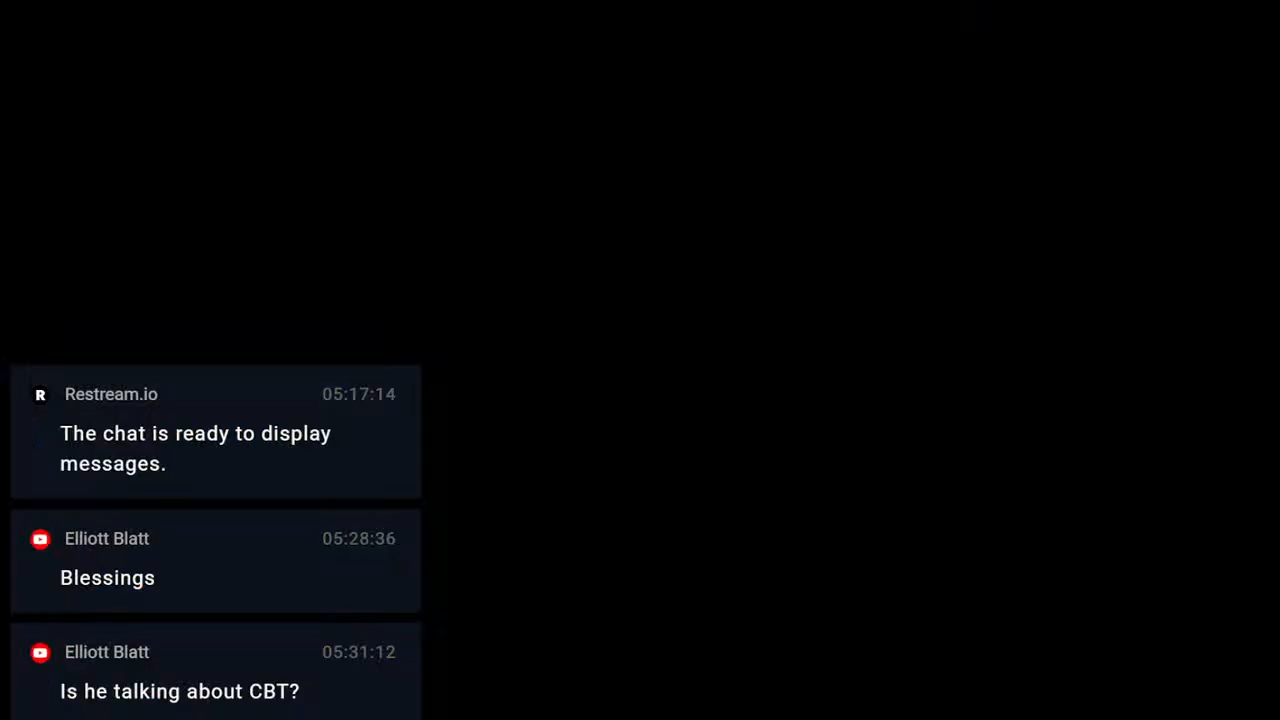 Restream.io 05:17:14
The chat is ready to display
messages.
Elliott Blatt 05:28:36
Blessings
Elliott Blatt 05:31:12
Is he talking about CBT?